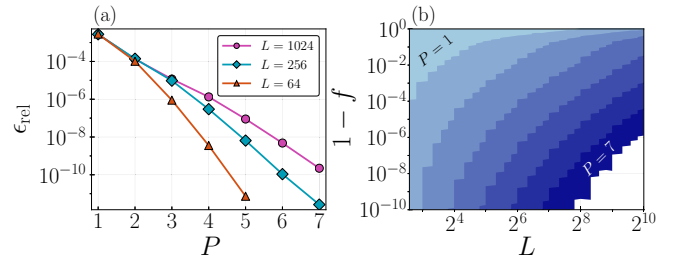 (a)
ϵ_rel
10^{-4}
10^{-6}
10^{-8}
10^{-10}
L = 1024
L = 256
L = 64
1 2 3 4 5 6 7
P
(b)
1 − f
10^0
10^{-2}
10^{-4}
10^{-6}
10^{-8}
10^{-10}
P = 1
P = 7
2^4 2^6 2^8 2^{10}
L